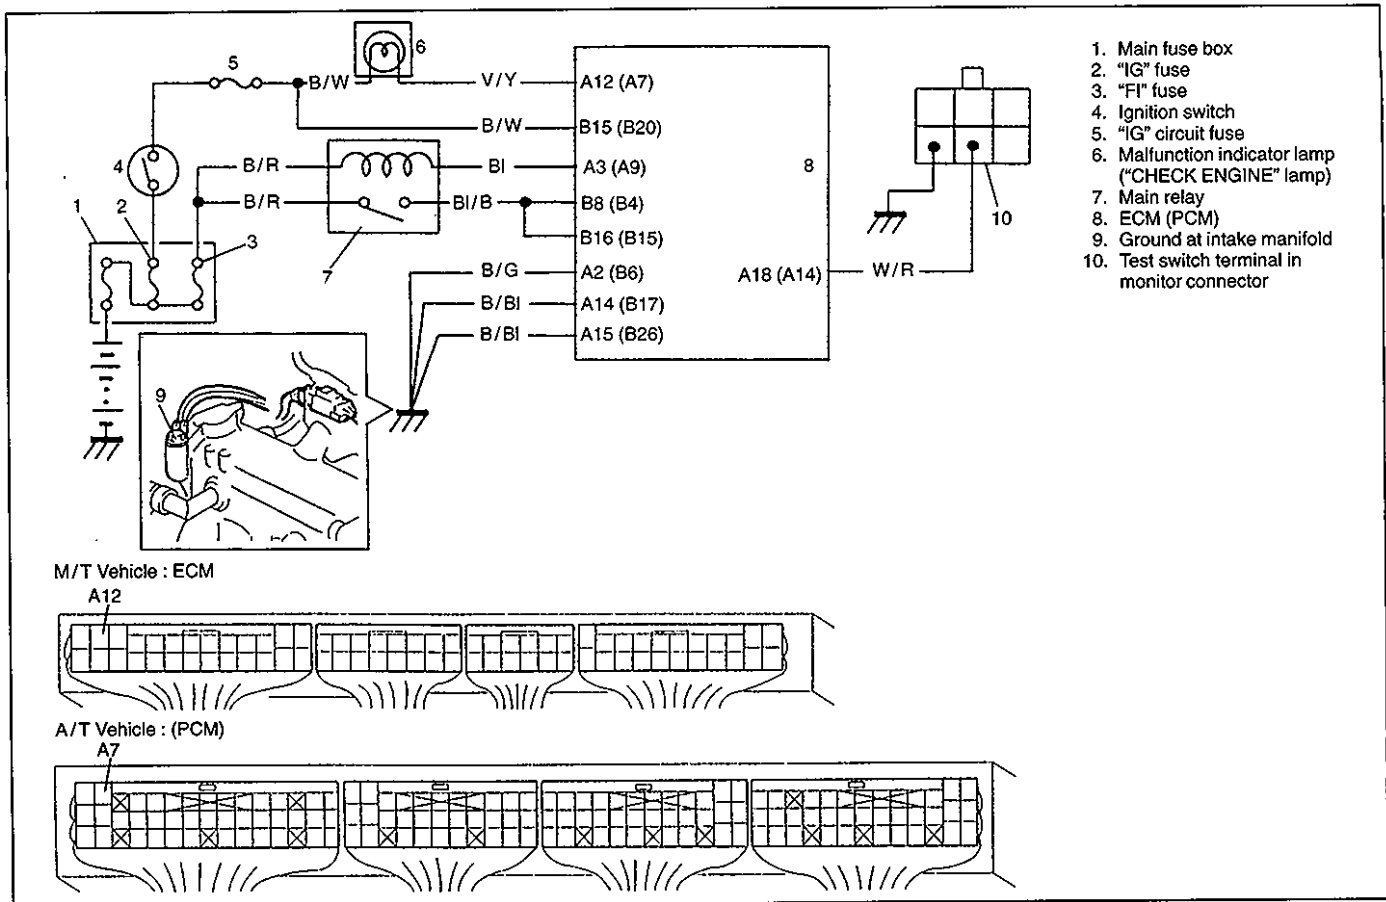 6
5
B/W
V/Y
A12 (A7)
B/W
B15 (B20)
4
B/R
Bl
A3 (A9)
8
B/R
Bl/B
B8 (B4)
1
2
3
7
B16 (B15)
10
B/G
A2 (B6)
A18 (A14)
W/R
B/Bl
A14 (B17)
B/Bl
A15 (B26)
9
1. Main fuse box
2. "IG" fuse
3. "FI" fuse
4. Ignition switch
5. "IG" circuit fuse
6. Malfunction indicator lamp
("CHECK ENGINE" lamp)
7. Main relay
8. ECM (PCM)
9. Ground at intake manifold
10. Test switch terminal in
monitor connector
M/T Vehicle : ECM
A12
A/T Vehicle : (PCM)
A7